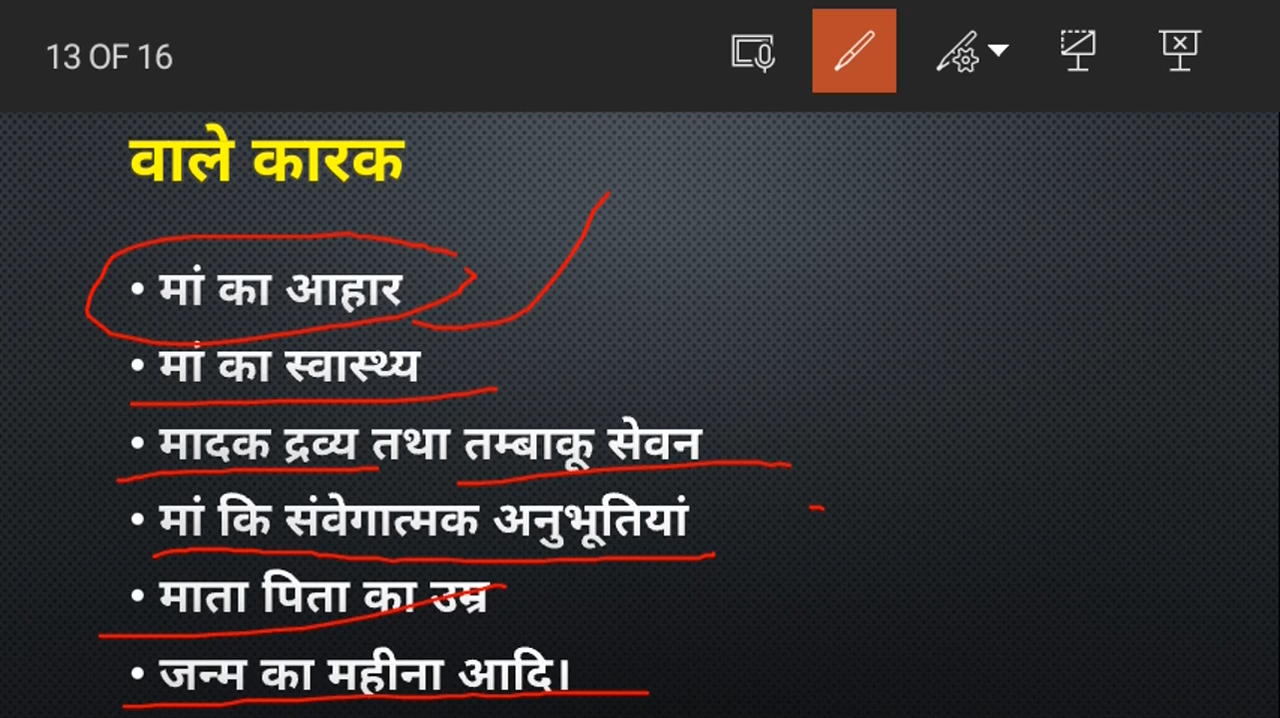 13 OF 16
वाले कारक
• मां का आहार
• मां का स्वास्थ्य
• मादक द्रव्य तथा तम्बाकू सेवन
• मां कि संवेगात्मक अनुभूतियां
• माता पिता का उम्र
• जन्म का महीना आदि।